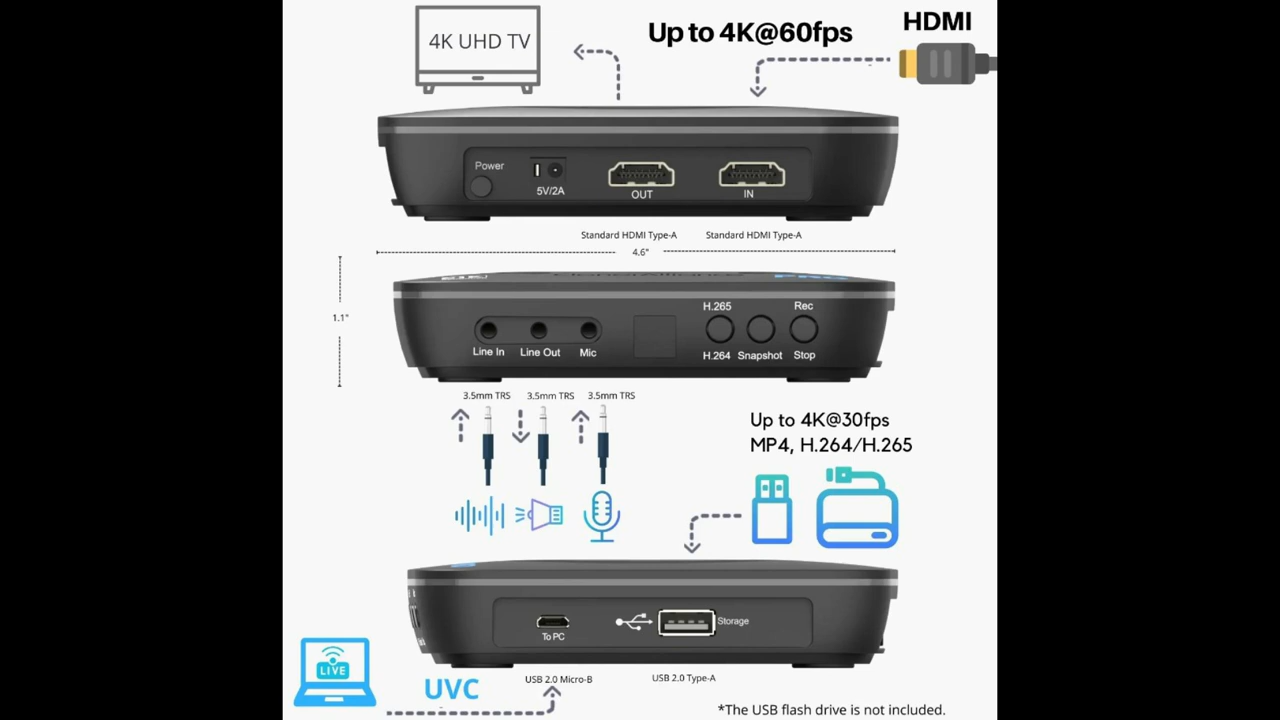 4K UHD TV
Up to 4K@60fps
HDMI
Power
5V/2A
OUT
IN
Standard HDMI Type-A
Standard HDMI Type-A
4.6"
1.1"
H.265
Rec
Line In
Line Out
Mic
H.264
Snapshot
Stop
3.5mm TRS
3.5mm TRS
3.5mm TRS
Up to 4K@30fps
MP4, H.264/H.265
To PC
Storage
LIVE
UVC
USB 2.0 Micro-B
USB 2.0 Type-A
*The USB flash drive is not included.